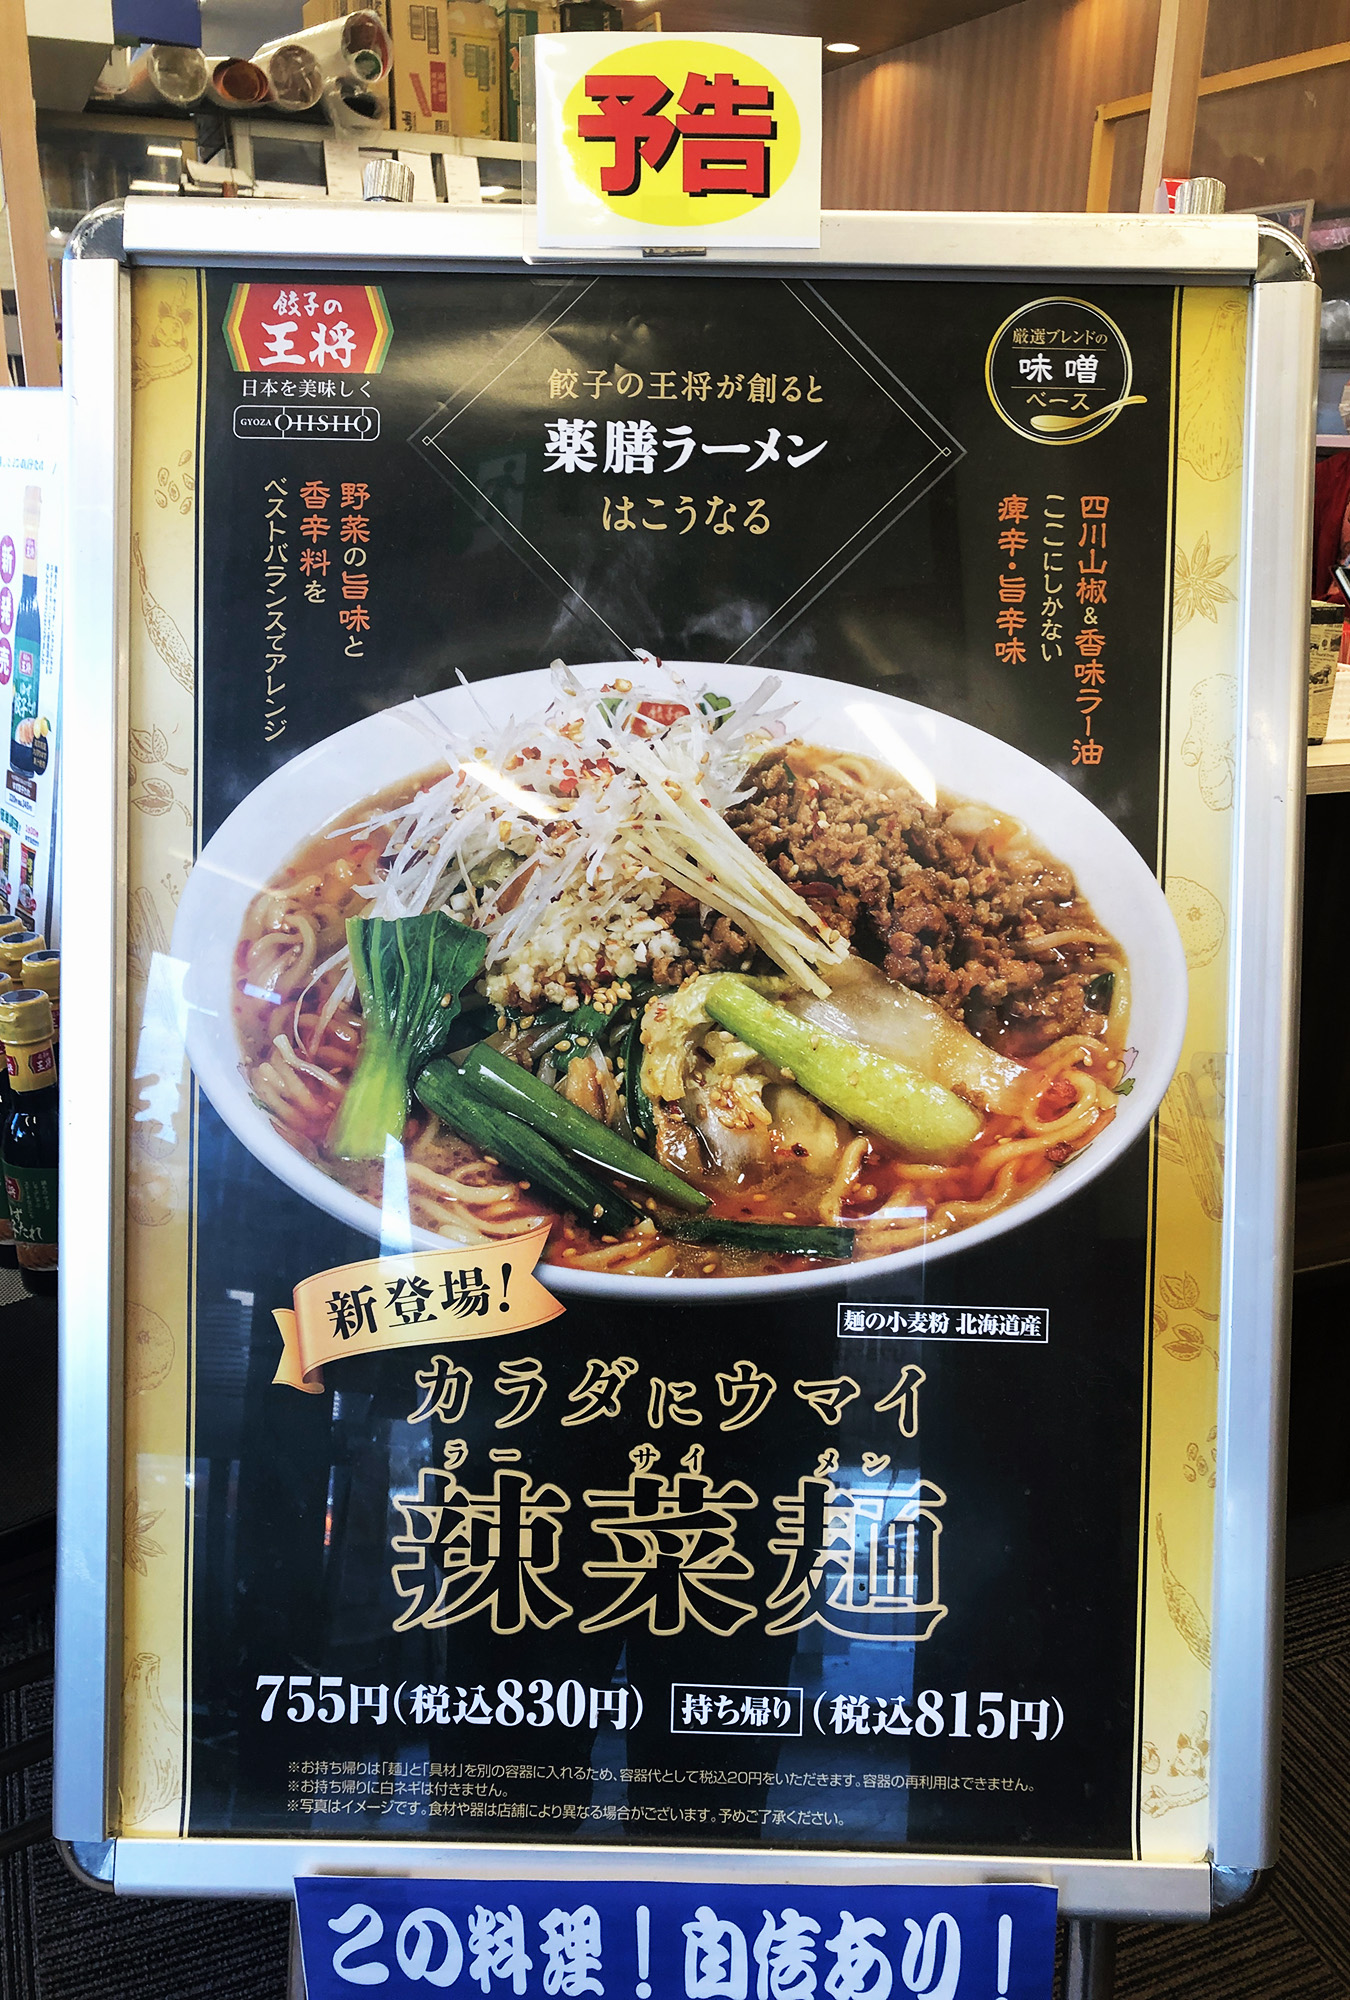 予告
餃子の
王将
日本を美味しく
GYOZA OHSHO
餃子の王将が創ると
薬膳ラーメン
はこうなる
厳選ブレンドの
味噌
ベース
四川山椒&香味ラー油
ここにしかない
痺辛・旨辛味
野菜の旨味と
香辛料を
ベストバランスでアレンジ
新登場!
麺の小麦粉 北海道産
カラダにウマイ
ラー サイ メン
辣菜麺
755円(税込830円) 持ち帰り (税込815円)
※お持ち帰りは「麺」と「具材」を別の容器に入れるため、容器代として税込20円をいただきます。容器の再利用はできません。
※お持ち帰りに白ネギは付きません。
※写真はイメージです。食材や器は店舗により異なる場合がございます。予めご了承ください。
この料理!自信あり!
新発売